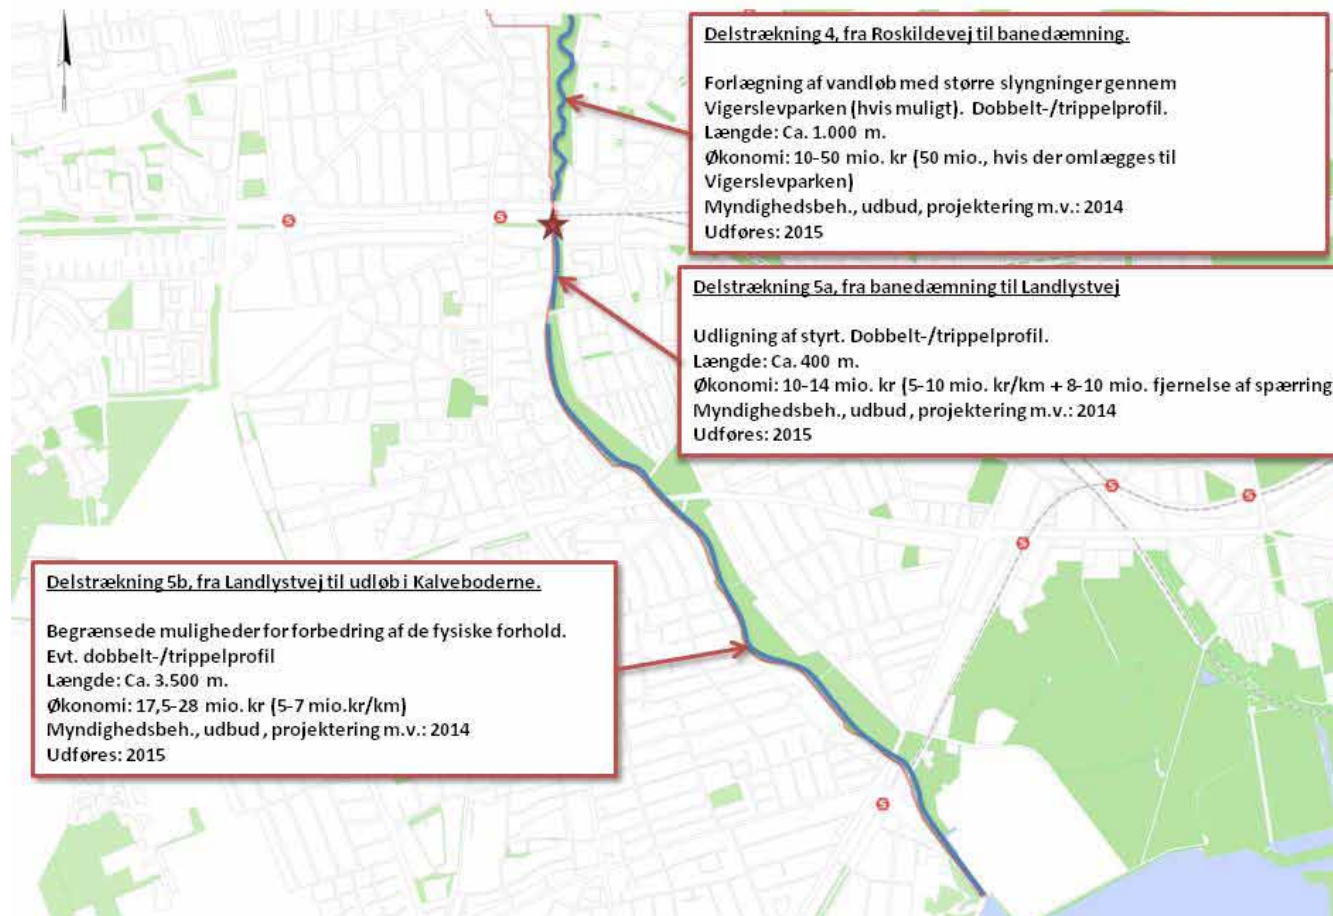 Delstrækning 4, fra Roskildevej til banedæmning.
Forlægning af vandløb med større slyngninger gennem
Vigerslevparken (hvis muligt). Dobbelt-/trippelprofil.
Længde: Ca. 1.000 m.
Økonomi: 10-50 mio. kr (50 mio., hvis der omlægges til
Vigerslevparken)
Myndighedsbeh., udbud, projektering m.v.: 2014
Udføres: 2015
S
S
Delstrækning 5a, fra banedæmning til Landlystvej
Udligning af styrt. Dobbelt-/trippelprofil.
Længde: Ca. 400 m.
Økonomi: 10-14 mio. kr (5-10 mio. kr/km + 8-10 mio. fjernelse af spærring
Myndighedsbeh., udbud, projektering m.v.: 2014
Udføres: 2015
S
S
S
Delstrækning 5b, fra Landlystvej til udløb i Kalveboderne.
Begrænsede muligheder for forbedring af de fysiske forhold.
Evt. dobbelt-/trippelprofil
Længde: Ca. 3.500 m.
Økonomi: 17,5-28 mio. kr (5-7 mio.kr/km)
Myndighedsbeh., udbud, projektering m.v.: 2014
Udføres: 2015
S